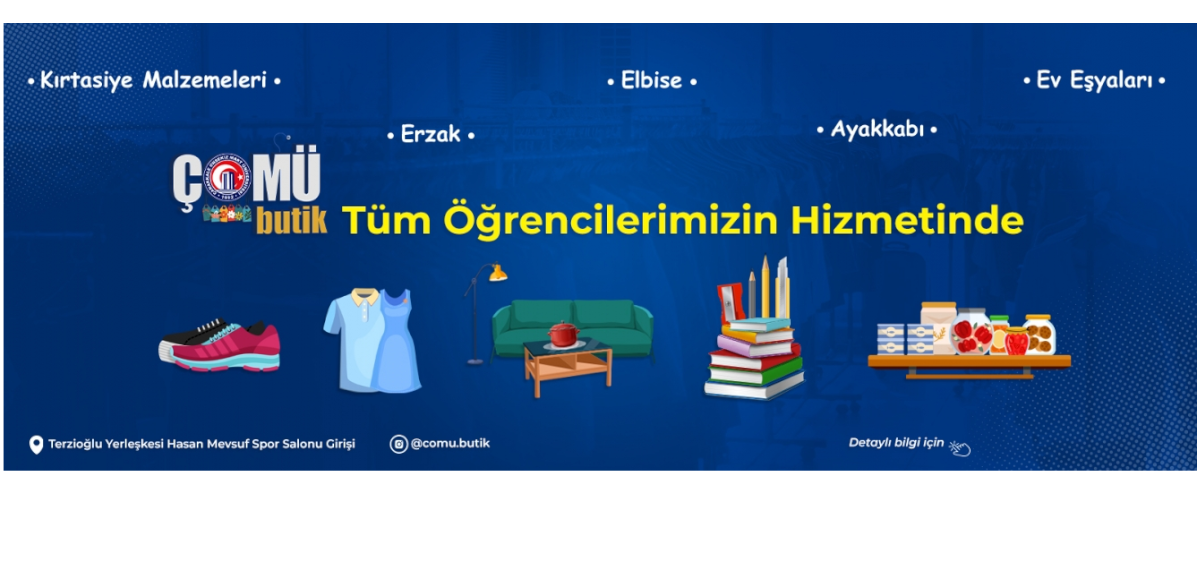 • Kırtasiye Malzemeleri •
• Elbise •
• Ev Eşyaları •
• Erzak •
• Ayakkabı •
ÇOMÜ
butik
Tüm Öğrencilerimizin Hizmetinde
Terzioğlu Yerleşkesi Hasan Mevsuf Spor Salonu Girişi
@comu.butik
Detaylı bilgi için